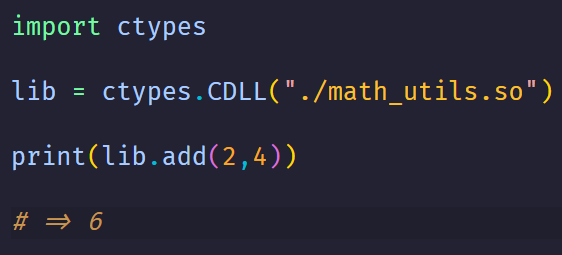 import ctypes
lib = ctypes.CDLL("./math_utils.so")
print(lib.add(2,4))
# => 6